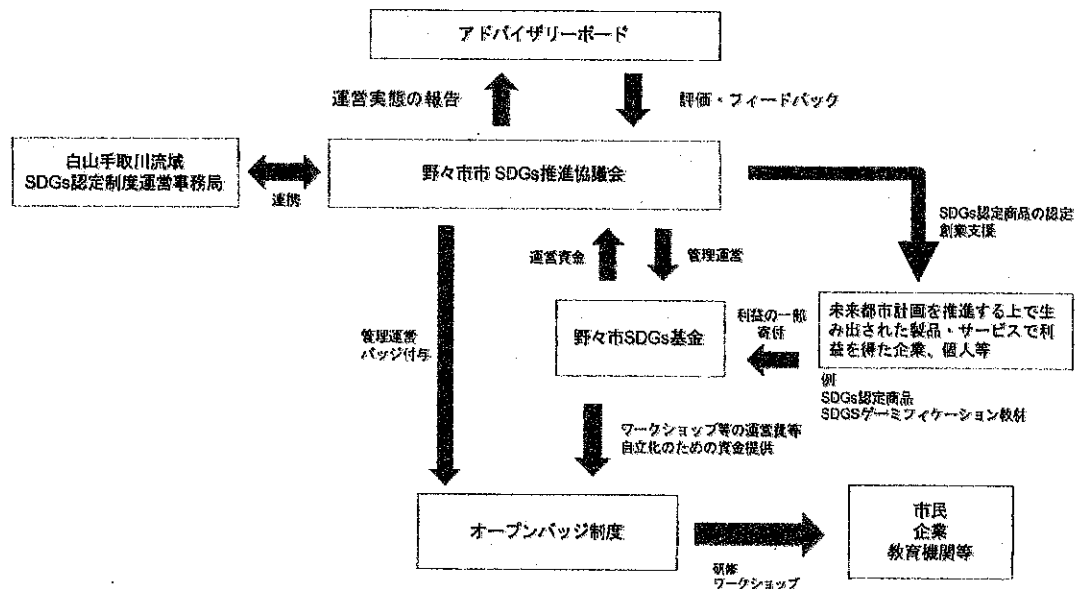 アドバイザリーボード
運営実態の報告
評価・フィードバック
白山手取川流域
SDGs認定制度運営事務局
連携
野々市市 SDGs推進協議会
SDGs認定商品の認定
創業支援
運営資金
管理運営
管理運営
バッジ付与
野々市SDGs基金
利益の一部
寄付
未来都市計画を推進する上で生
み出された製品・サービスで利
益を得た企業、個人等
例
SDGs認定商品
SDGSゲーミフィケーション教材
ワークショップ等の運営費等
自立化のための資金提供
オープンバッジ制度
研修
ワークショップ
市民
企業
教育機関等